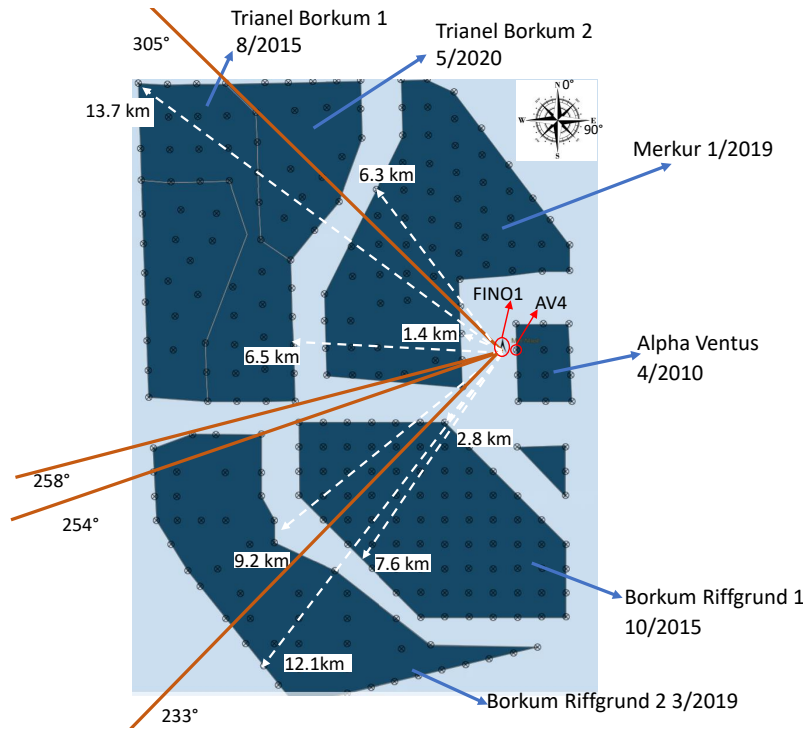 Trianel Borkum 1
8/2015
305°
Trianel Borkum 2
5/2020
13.7 km
N 0°
W E
90°
S
Merkur 1/2019
6.3 km
FINO1
AV4
1.4 km
6.5 km
Alpha Ventus
4/2010
2.8 km
258°
254°
9.2 km
7.6 km
Borkum Riffgrund 1
10/2015
12.1km
Borkum Riffgrund 2 3/2019
233°